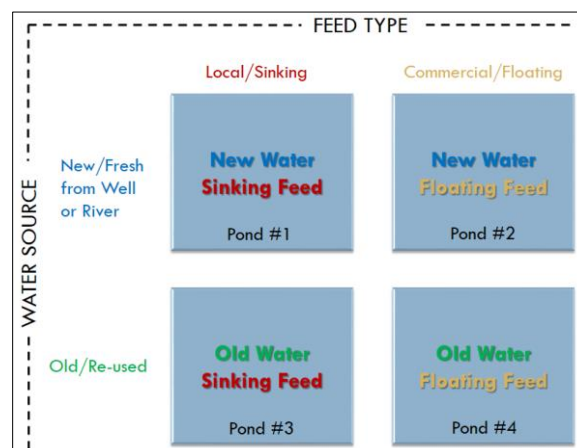 FEED TYPE
Local/Sinking
Commercial/Floating
WATER SOURCE
New/Fresh
from Well
or River
New Water
Sinking Feed
Pond #1
New Water
Floating Feed
Pond #2
Old/Re-used
Old Water
Sinking Feed
Pond #3
Old Water
Floating Feed
Pond #4